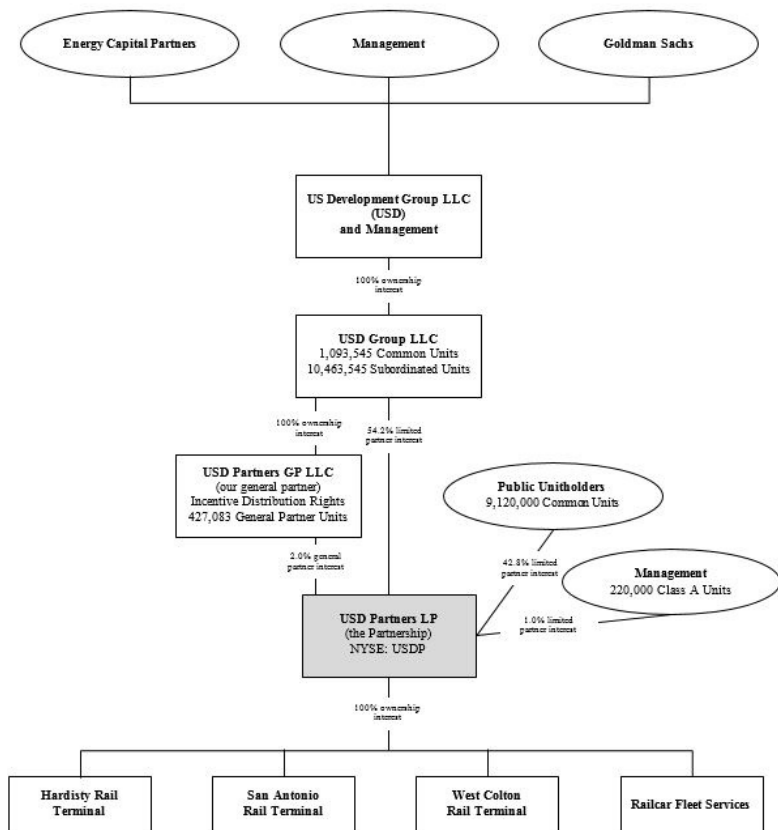 Energy Capital Partners
Management
Goldman Sachs
US Development Group LLC
(USD)
and Management
100% ownership
interest
USD Group LLC
1,093,545 Common Units
10,463,545 Subordinated Units
100% ownership
interest
54.2% limited
partner interest
USD Partners GP LLC
(our general partner)
Incentive Distribution Rights
427,083 General Partner Units
Public Unitholders
9,120,000 Common Units
2.0% general
partner interest
42.8% limited
partner interest
Management
220,000 Class A Units
1.0% limited
partner interest
USD Partners LP
(the Partnership)
NYSE: USDP
100% ownership
interest
Hardisty Rail
Terminal
San Antonio
Rail Terminal
West Colton
Rail Terminal
Railcar Fleet Services